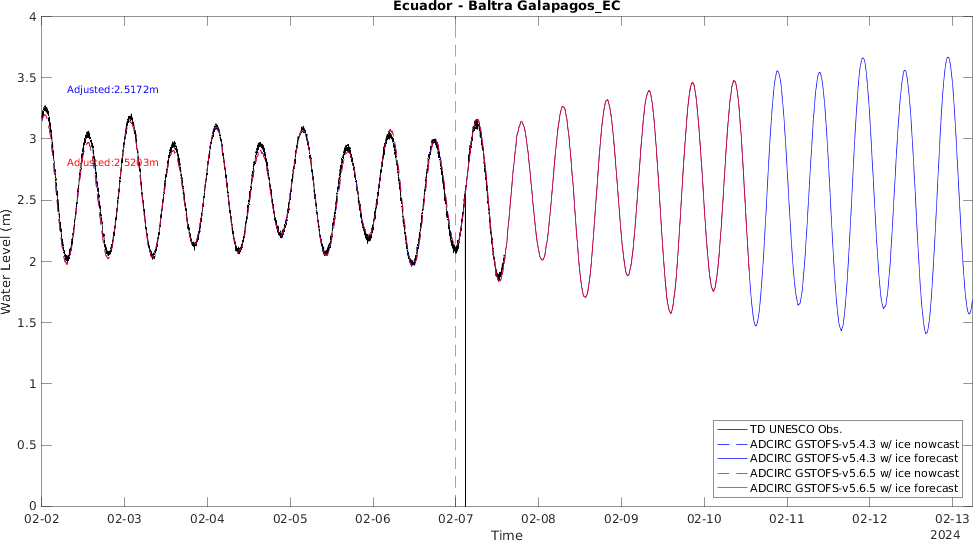 Ecuador - Baltra Galapagos_EC
Adjusted:2.5172m
Adjusted:2.5203m
Water Level (m)
4
3.5
3
2.5
2
1.5
1
0.5
0
02-02 02-03 02-04 02-05 02-06 02-07 02-08 02-09 02-10 02-11 02-12 02-13
2024
Time
TD UNESCO Obs.
ADCIRC GSTOFS-v5.4.3 w/ ice nowcast
ADCIRC GSTOFS-v5.4.3 w/ ice forecast
ADCIRC GSTOFS-v5.6.5 w/ ice nowcast
ADCIRC GSTOFS-v5.6.5 w/ ice forecast